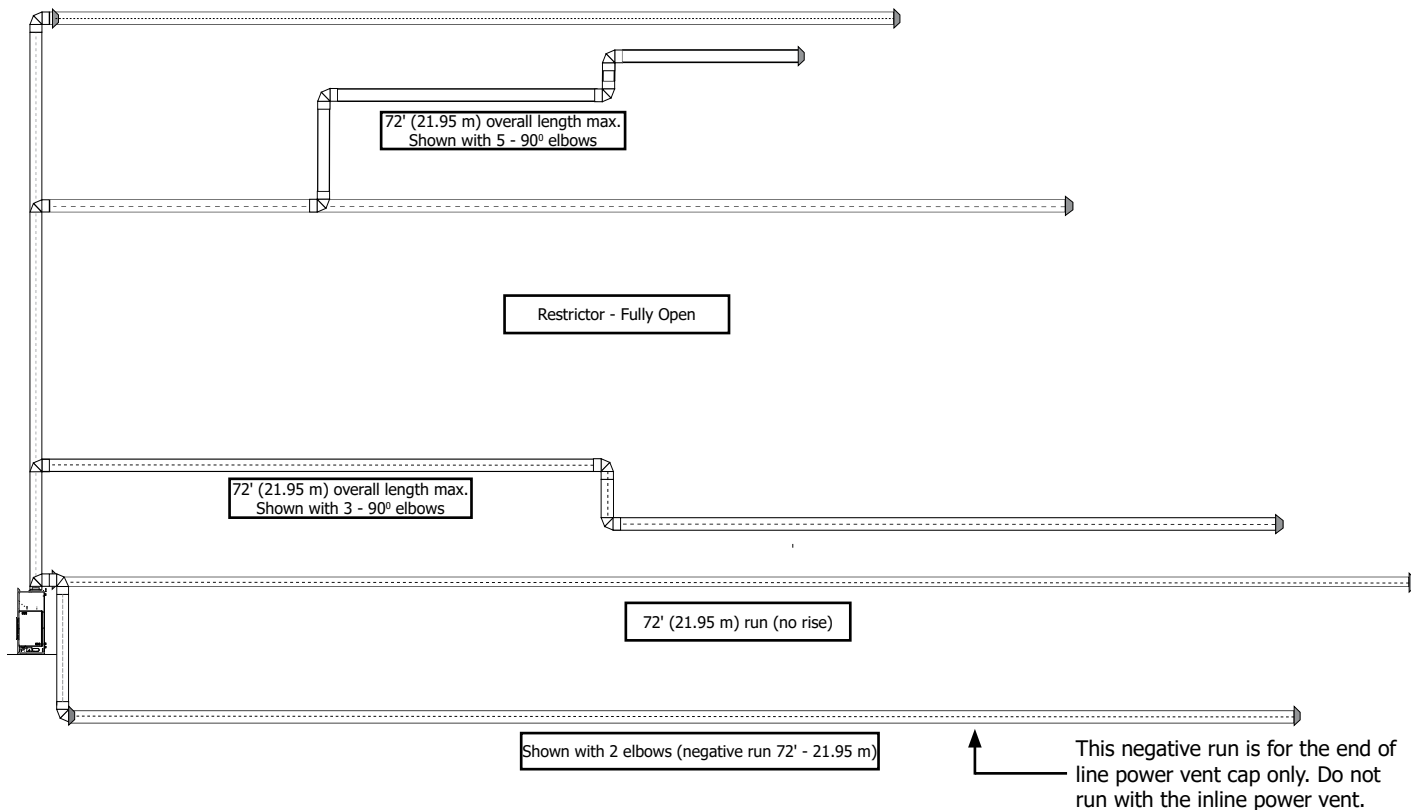 72' (21.95 m) overall length max.
Shown with 5 - 90⁰ elbows
Restrictor - Fully Open
72' (21.95 m) overall length max.
Shown with 3 - 90⁰ elbows
72' (21.95 m) run (no rise)
Shown with 2 elbows (negative run 72' - 21.95 m)
This negative run is for the end of
line power vent cap only. Do not
run with the inline power vent.